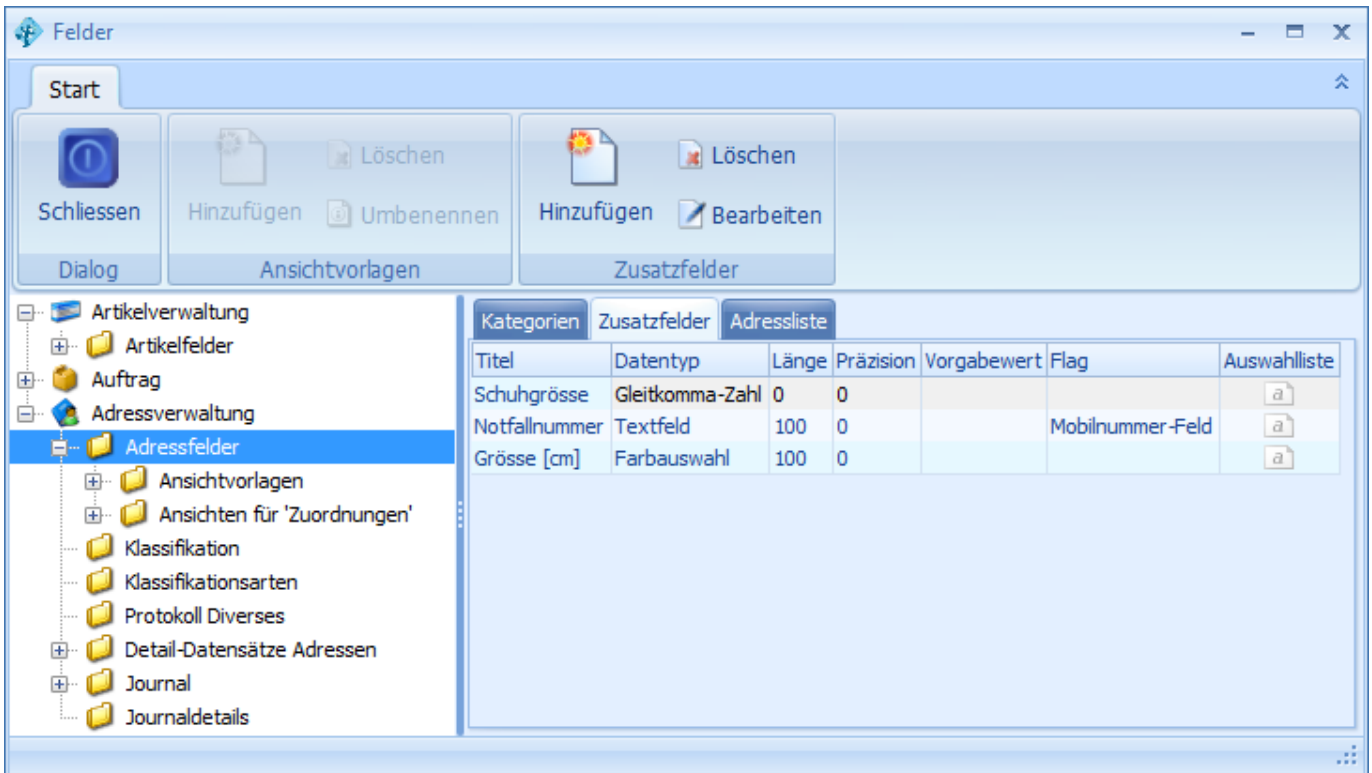 Felder
Start
Schliessen
Dialog
Hinzufügen
Löschen
Umbenennen
Ansichtvorlagen
Hinzufügen
Löschen
Bearbeiten
Zusatzfelder
Artikelverwaltung
Artikelfelder
Auftrag
Adressverwaltung
Adressfelder
Ansichtvorlagen
Ansichten für 'Zuordnungen'
Klassifikation
Klassifikationsarten
Protokoll Diverses
Detail-Datensätze Adressen
Journal
Journaldetails
Kategorien Zusatzfelder Adressliste
Titel Datentyp Länge Präzision Vorgabewert Flag Auswahlliste
Schuhgrösse Gleitkomma-Zahl 0 0 a
Notfallnummer Textfeld 100 0 Mobilnummer-Feld a
Grösse [cm] Farbauswahl 100 0 a